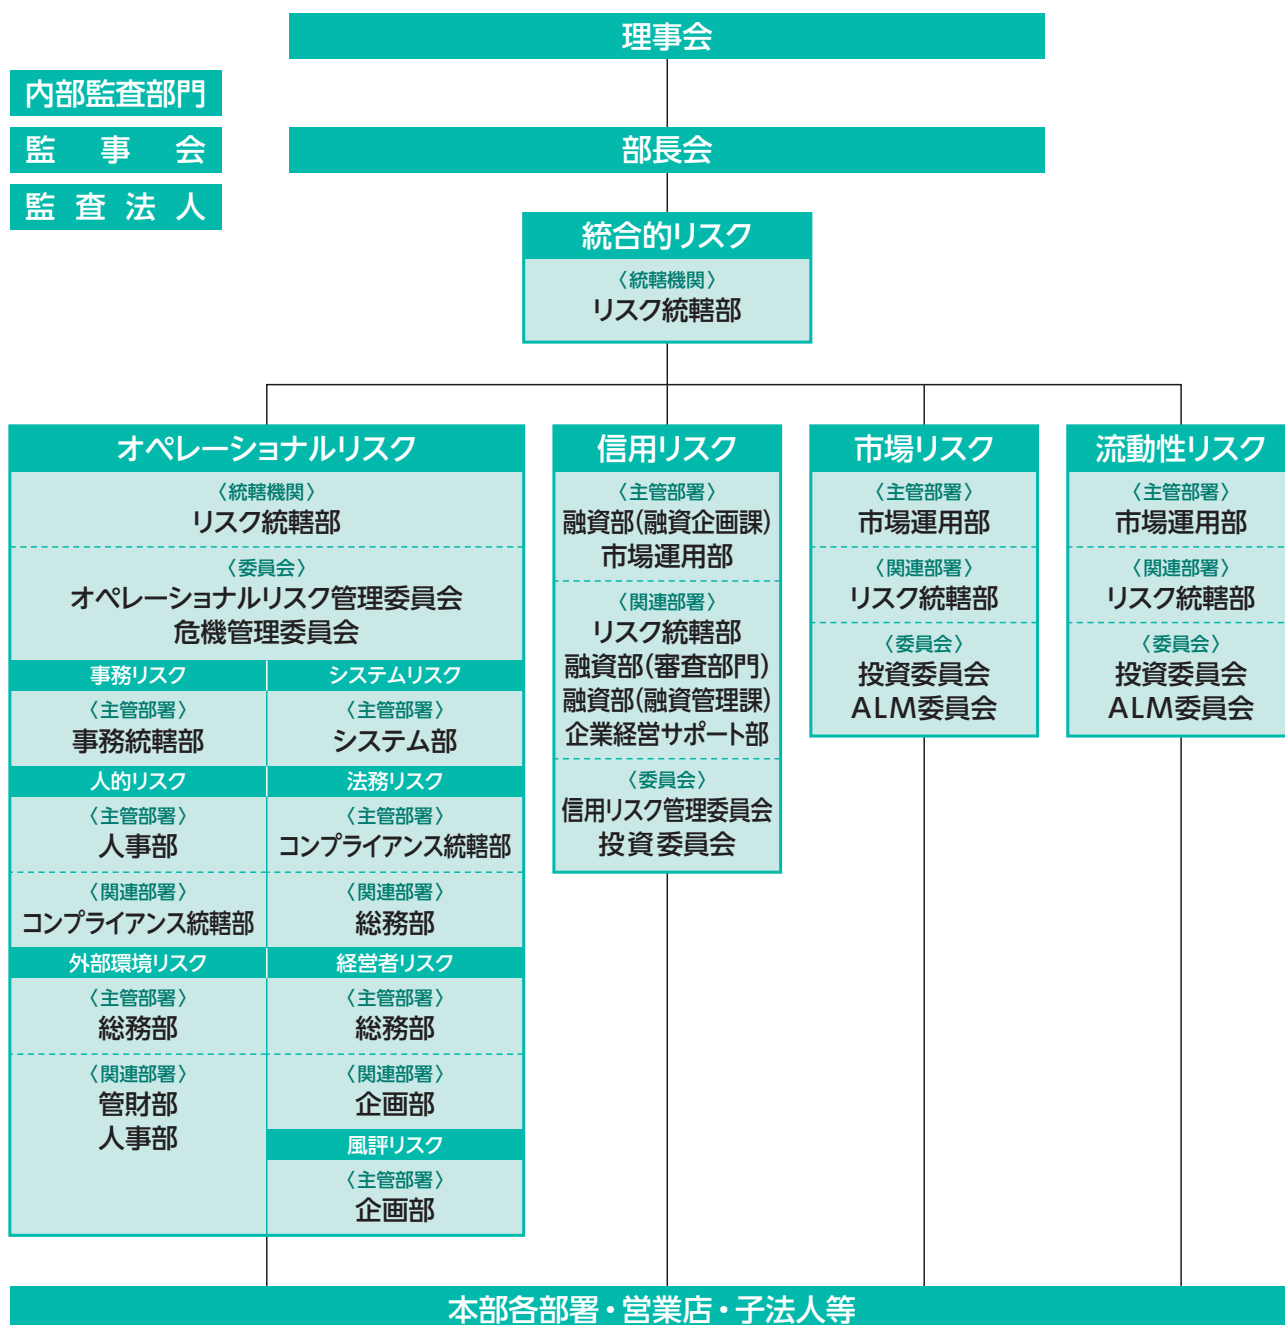 理事会
内部監査部門
監事会
監査法人
部長会
統合的リスク
〈統轄機関〉
リスク統轄部
オペレーショナルリスク
〈統轄機関〉
リスク統轄部
〈委員会〉
オペレーショナルリスク管理委員会
危機管理委員会
事務リスク
〈主管部署〉
事務統轄部
システムリスク
〈主管部署〉
システム部
人的リスク
〈主管部署〉
人事部
〈関連部署〉
コンプライアンス統轄部
法務リスク
〈主管部署〉
コンプライアンス統轄部
〈関連部署〉
総務部
外部環境リスク
〈主管部署〉
総務部
〈関連部署〉
管財部
人事部
経営者リスク
〈主管部署〉
総務部
〈関連部署〉
企画部
風評リスク
〈主管部署〉
企画部
信用リスク
〈主管部署〉
融資部(融資企画課)
市場運用部
〈関連部署〉
リスク統轄部
融資部(審査部門)
融資部(融資管理課)
企業経営サポート部
〈委員会〉
信用リスク管理委員会
投資委員会
市場リスク
〈主管部署〉
市場運用部
〈関連部署〉
リスク統轄部
〈委員会〉
投資委員会
ALM委員会
流動性リスク
〈主管部署〉
市場運用部
〈関連部署〉
リスク統轄部
〈委員会〉
投資委員会
ALM委員会
本部各部署・営業店・子法人等